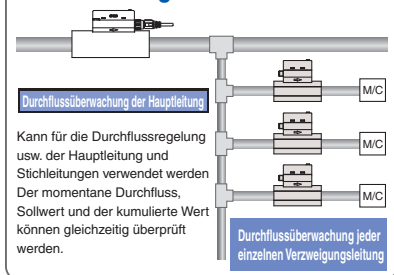 Durchflussüberwachung der Hauptleitung
Kann für die Durchflussregelung
usw. der Hauptleitung und
Stichleitungen verwendet werden
Der momentane Durchfluss,
Sollwert und der kumulierte Wert
können gleichzeitig überprüft
werden.
M/C
M/C
M/C
Durchflussüberwachung jeder
einzelnen Verzweigungsleitung